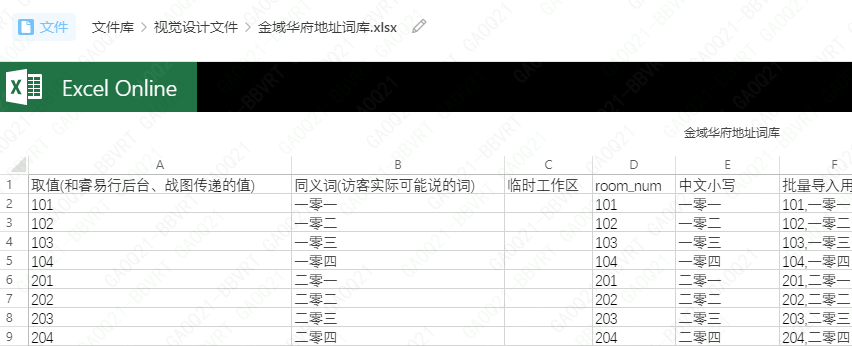 文件 文件库 > 视觉设计文件 > 金域华府地址词库.xlsx
Excel Online
金域华府地址词库
A B C D E F
1 取值(和睿易行后台、战图传递的值) 同义词(访客实际可能说的词) 临时工作区 room_num 中文小写 批量导入用
2 101 一零一 101 一零一 101,一零一
3 102 一零二 102 一零二 102,一零二
4 103 一零三 103 一零三 103,一零三
5 104 一零四 104 一零四 104,一零四
6 201 二零一 201 二零一 201,二零一
7 202 二零二 202 二零二 202,二零二
8 203 二零三 203 二零三 203,二零三
9 204 二零四 204 二零四 204,二零四